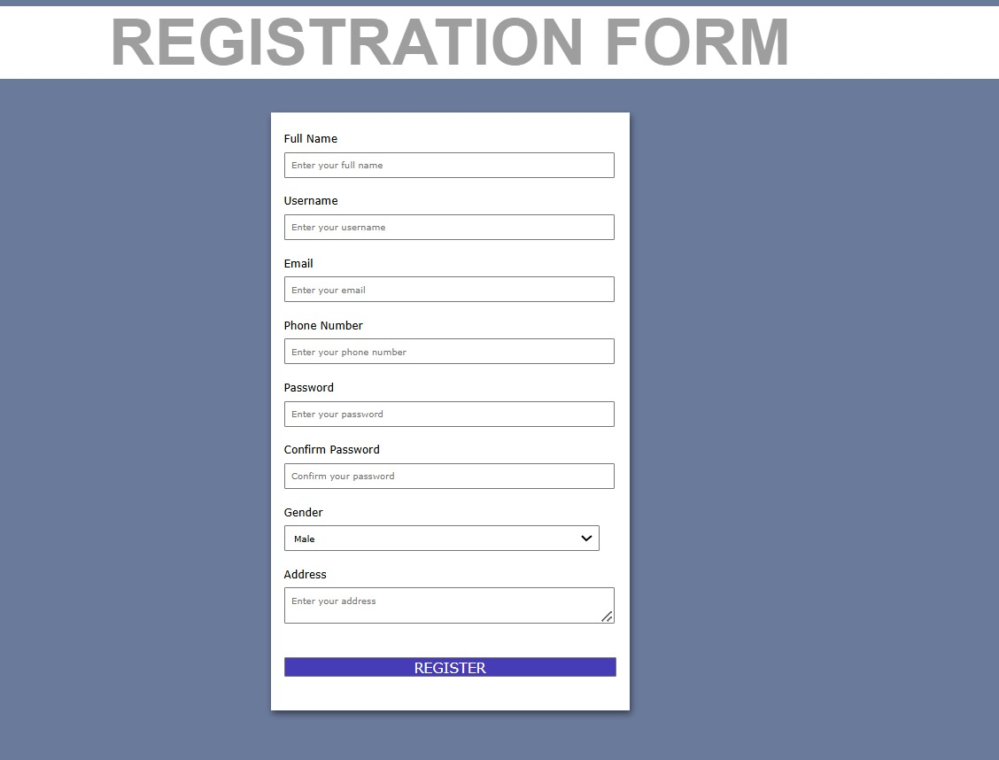 REGISTRATION FORM
Full Name
Enter your full name
Username
Enter your username
Email
Enter your email
Phone Number
Enter your phone number
Password
Enter your password
Confirm Password
Confirm your password
Gender
Male
Address
Enter your address
REGISTER